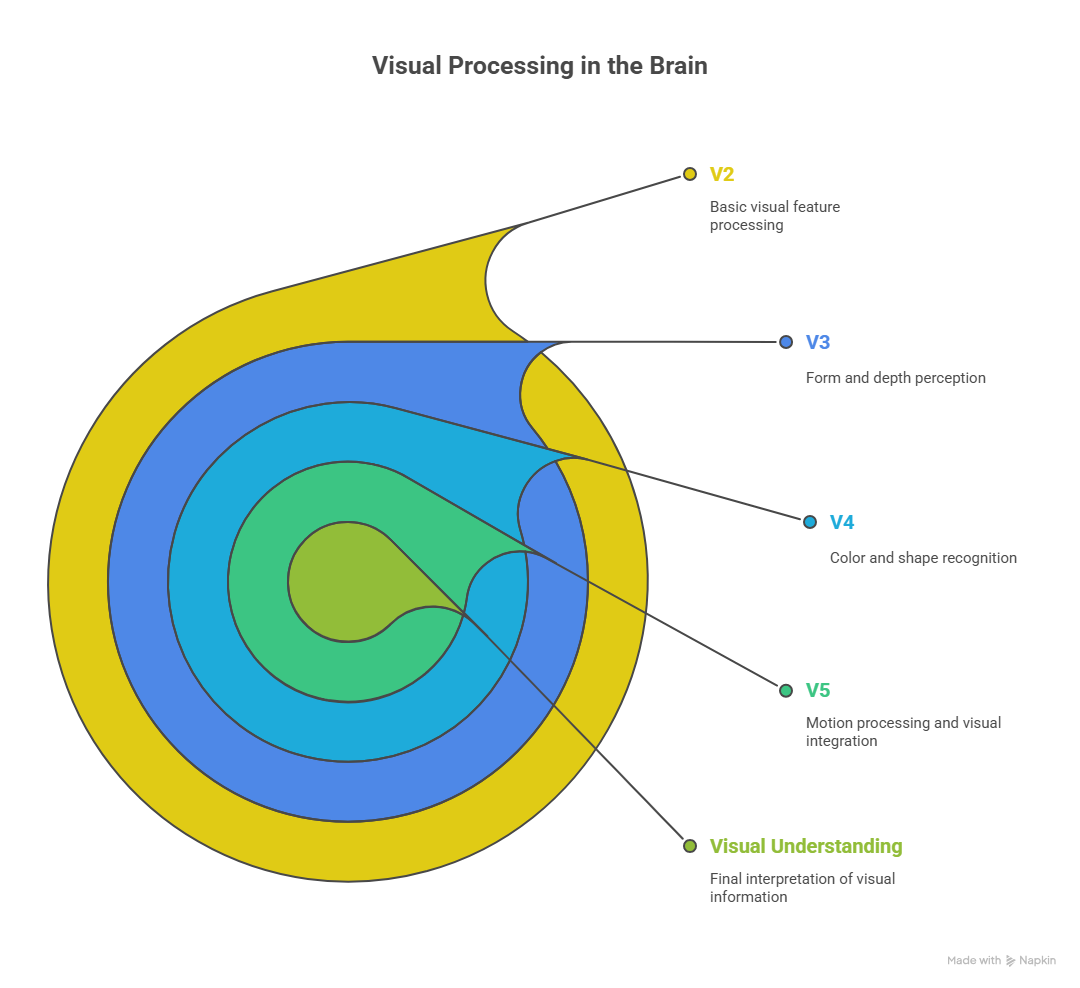 Visual Processing in the Brain
V2
Basic visual feature
processing
V3
Form and depth perception
V4
Color and shape recognition
V5
Motion processing and visual
integration
Visual Understanding
Final interpretation of visual
information
Made with Napkin